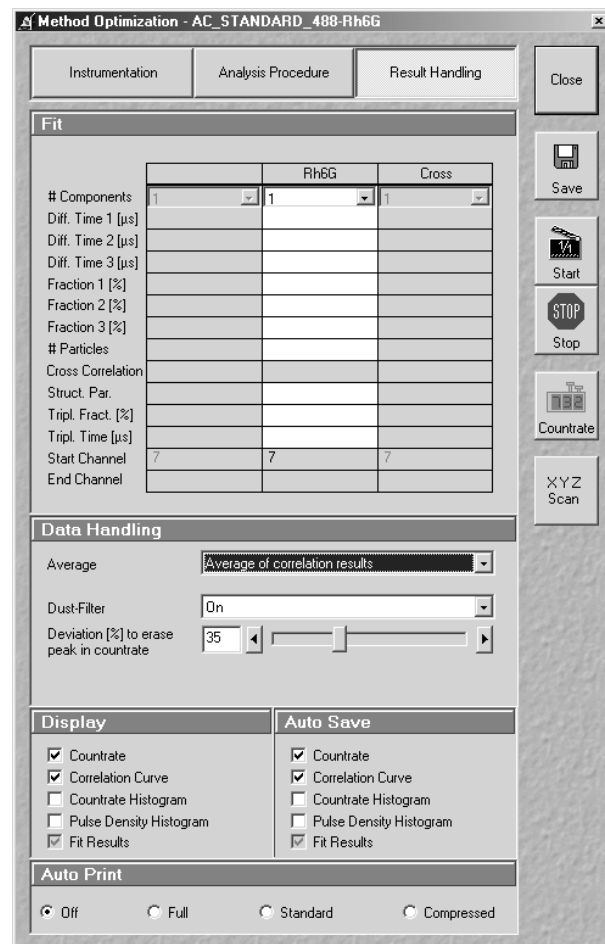 Method Optimization - AC_STANDARD_488-Rh6G
Instrumentation
Analysis Procedure
Result Handling
Close
Save
1/1
Start
STOP
Stop
732
Countrate
XYZ
Scan
Fit
Rh6G Cross
# Components 1 1 1
Diff. Time 1 [µs]
Diff. Time 2 [µs]
Diff. Time 3 [µs]
Fraction 1 [%]
Fraction 2 [%]
Fraction 3 [%]
# Particles
Cross Correlation
Struct. Par.
Tripl. Fract. [%]
Tripl. Time [µs]
Start Channel 7 7 7
End Channel
Data Handling
Average Average of correlation results
Dust-Filter On
Deviation [%] to erase
peak in countrate
35
Display
Countrate
Correlation Curve
Countrate Histogram
Pulse Density Histogram
Fit Results
Auto Save
Countrate
Correlation Curve
Countrate Histogram
Pulse Density Histogram
Fit Results
Auto Print
Off Full Standard Compressed